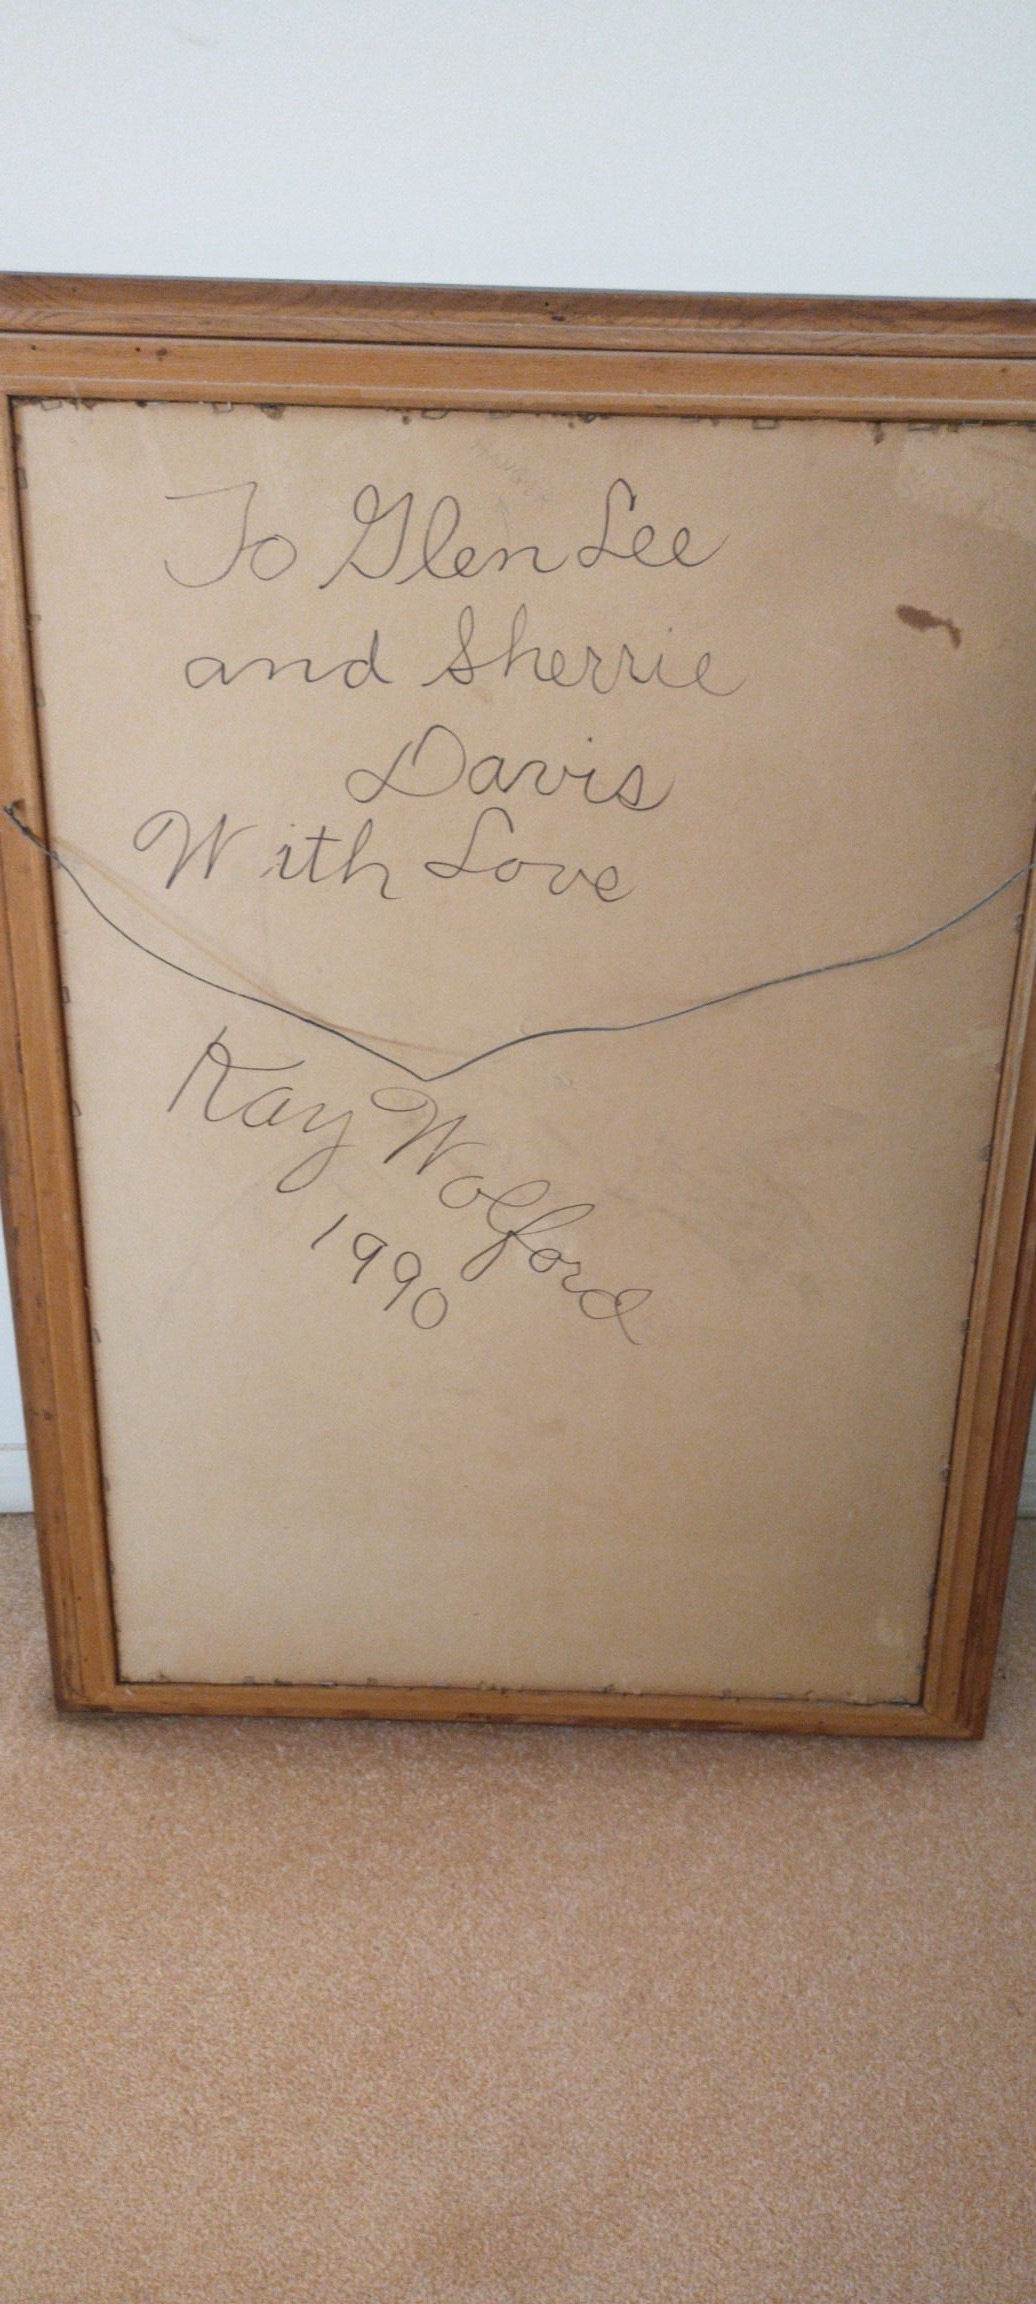 To Glen Lee
and Sherrie
Davis
With Love
Kay Wolford
1990